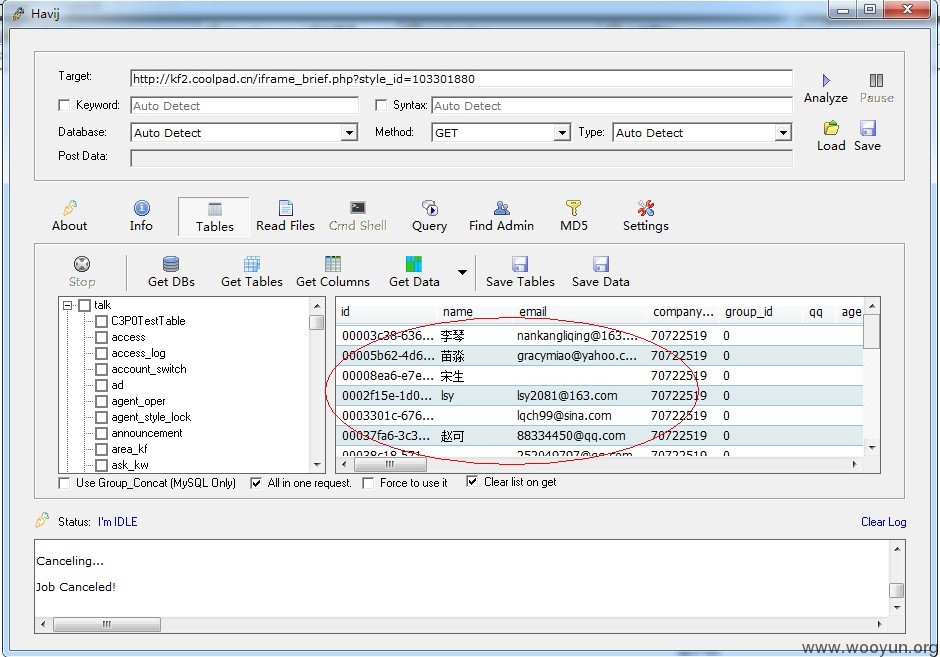 Havij
Target: http://kf2.coolpad.cn/iframe_brief.php?style_id=103301880
Analyze Pause
Keyword: Auto Detect Syntax: Auto Detect
Database: Auto Detect Method: GET Type: Auto Detect
Load Save
Post Data:
About Info Tables Read Files Cmd Shell Query Find Admin MD5 Settings
Stop Get DBs Get Tables Get Columns Get Data Save Tables Save Data
talk
C3P0TestTable
access
access_log
account_switch
ad
agent_oper
agent_style_lock
announcement
area_kf
ask_kw
id name email company... group_id qq age
00003c38-636... 李琴 nankangliqing@163.... 70722519 0
00005b62-4d6... 苗淼 gracymiao@yahoo.c... 70722519 0
00008ea6-e7e... 宋生 70722519 0
0002f15e-1d0... lsy lsy2081@163.com 70722519 0
0003301c-676... lqch99@sina.com 70722519 0
00037fa6-3c3... 赵可 88334450@qq.com 70722519 0
00038c18-571... 252049797@qq.com 70722519 0
Use Group_Concat (MySQL Only) All in one request. Force to use it Clear list on get
Status: I'm IDLE Clear Log
Canceling...
Job Canceled!
www.wooyun.org